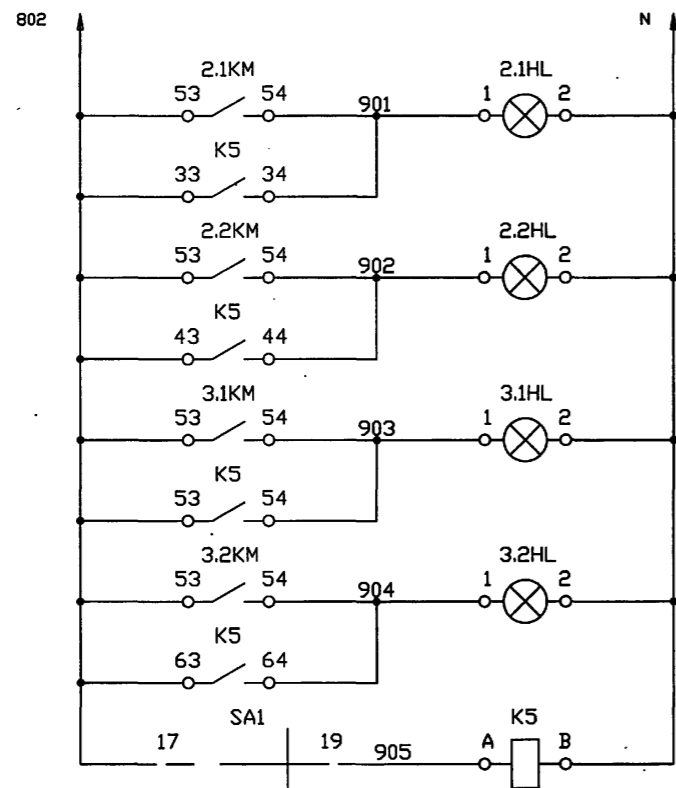 802 N
2.1KM 2.1HL
53 54 901 1 2
K5
33 34
2.2KM 2.2HL
53 54 902 1 2
K5
43 44
3.1KM 3.1HL
53 54 903 1 2
K5
53 54
3.2KM 3.2HL
53 54 904 1 2
K5
63 64
SA1 K5
17 19 905 A B